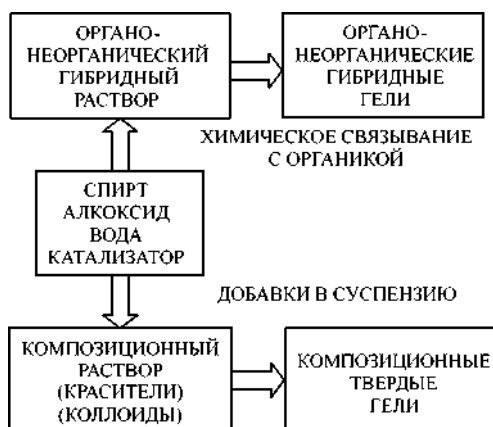 ОРГАНО-
НЕОРГАНИЧЕСКИЙ
ГИБРИДНЫЙ
РАСТВОР
ОРГАНО-
НЕОРГАНИЧЕСКИЕ
ГИБРИДНЫЕ
ГЕЛИ
ХИМИЧЕСКОЕ СВЯЗЫВАНИЕ
С ОРГАНИКОЙ
СПИРТ
АЛКОКСИД
ВОДА
КАТАЛИЗАТОР
ДОБАВКИ В СУСПЕНЗИЮ
КОМПОЗИЦИОННЫЙ
РАСТВОР
(КРАСИТЕЛИ)
(КОЛЛОИДЫ)
КОМПОЗИЦИОННЫЕ
ТВЕРДЫЕ
ГЕЛИ